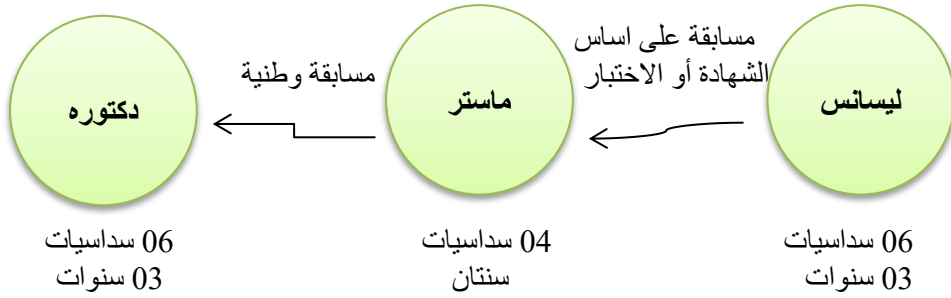 مسابقة على اساس
الشهادة أو الاختبار
مسابقة وطنية
ليسانس
ماستر
دكتوره
06 سداسيات
03 سنوات
04 سداسيات
سنتان
06 سداسيات
03 سنوات